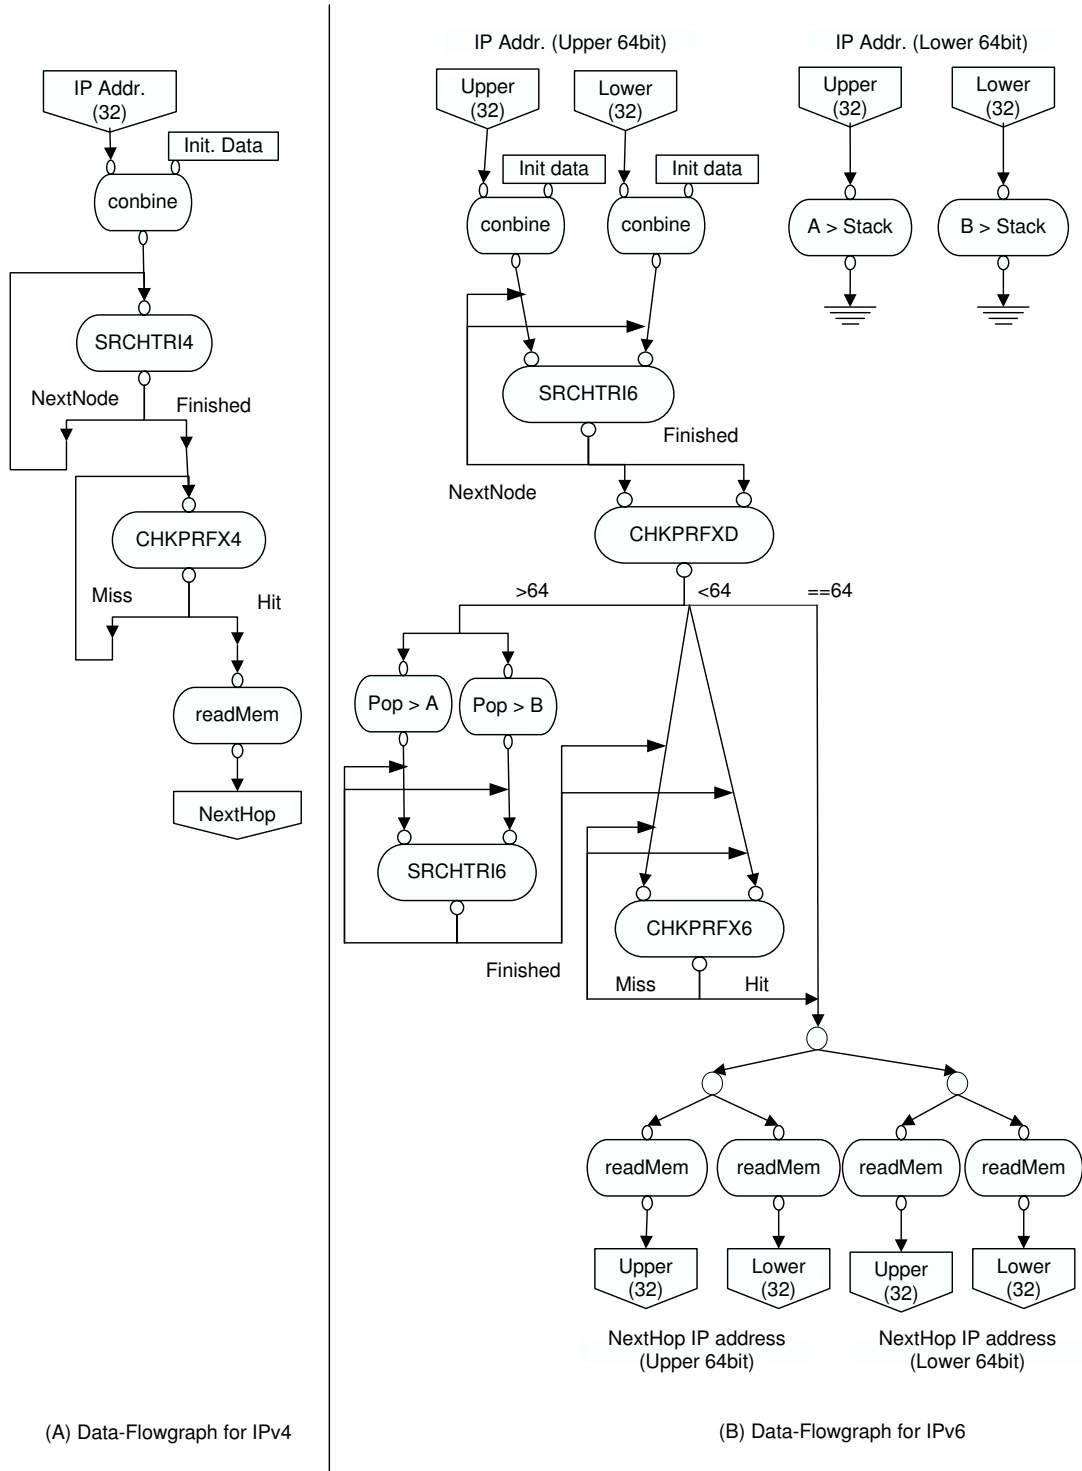 IP Addr.
(32)
Init. Data
conbine
SRCHTRI4
NextNode
Finished
CHKPRFX4
Miss
Hit
readMem
NextHop
(A) Data-Flowgraph for IPv4
IP Addr. (Upper 64bit)
IP Addr. (Lower 64bit)
Upper
(32)
Lower
(32)
Upper
(32)
Lower
(32)
Init data
Init data
conbine
conbine
A > Stack
B > Stack
SRCHTRI6
Finished
NextNode
CHKPRFXD
>64
<64
==64
Pop > A
Pop > B
SRCHTRI6
Finished
CHKPRFX6
Miss
Hit
readMem
readMem
readMem
readMem
Upper
(32)
Lower
(32)
Upper
(32)
Lower
(32)
NextHop IP address
(Upper 64bit)
NextHop IP address
(Lower 64bit)
(B) Data-Flowgraph for IPv6